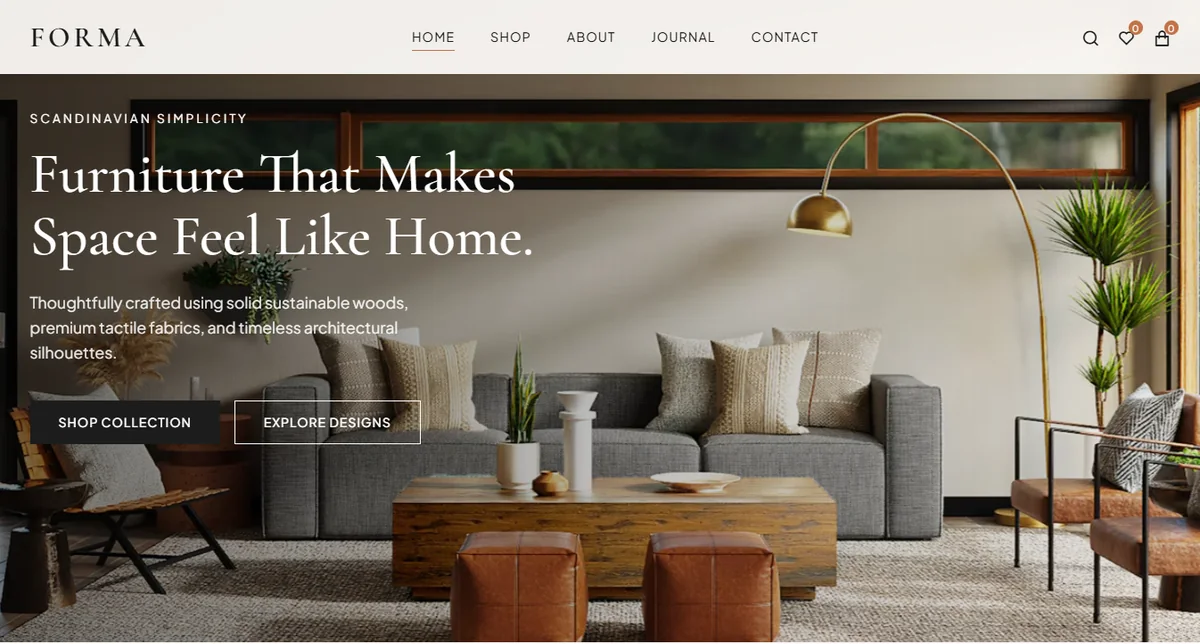 FORMA
HOME SHOP ABOUT JOURNAL CONTACT
0 0
SCANDINAVIAN SIMPLICITY
Furniture That Makes
Space Feel Like Home.
Thoughtfully crafted using solid sustainable woods,
premium tactile fabrics, and timeless architectural
silhouettes.
SHOP COLLECTION EXPLORE DESIGNS